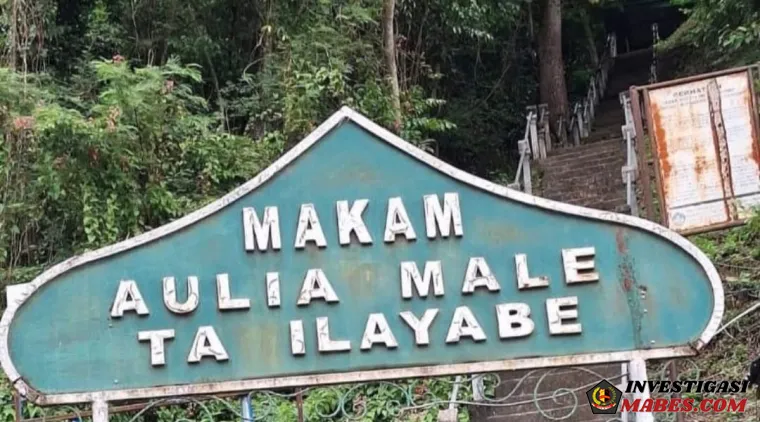 MAKAM
AULIA MALE
TA ILAYABE
INVESTIGASI
MABES.COM